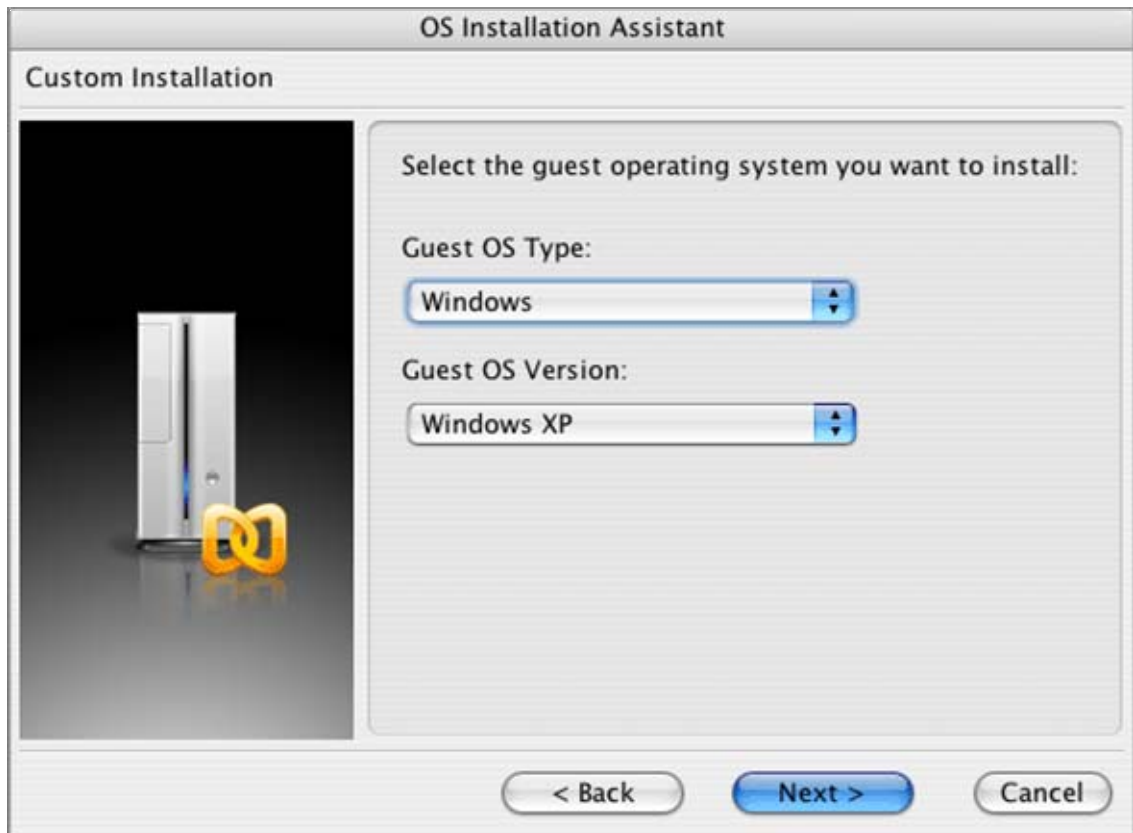 OS Installation Assistant
Custom Installation
Select the guest operating system you want to install:
Guest OS Type:
Windows
Guest OS Version:
Windows XP
< Back
Next >
Cancel